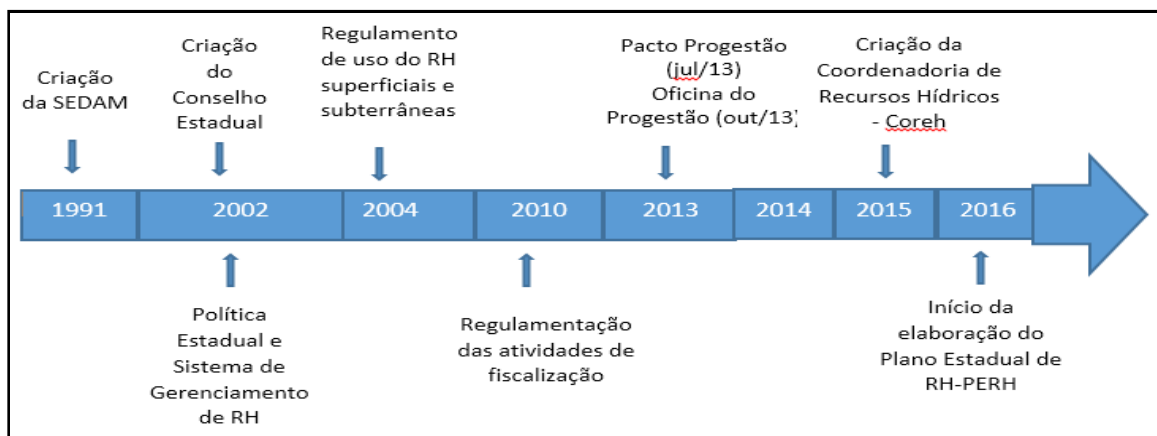 Criação
da SEDAM
Criação
do
Conselho
Estadual
Regulamento
de uso do RH
superficiais e
subterrâneas
Pacto Progestão
(jul/13)
Oficina do
Progestão (out/13)
Criação da
Coordenadoria de
Recursos Hídricos
- Coreh
1991
2002
2004
2010
2013
2014
2015
2016
Política
Estadual e
Sistema de
Gerenciamento
de RH
Regulamentação
das atividades de
fiscalização
Início da
elaboração do
Plano Estadual de
RH-PERH